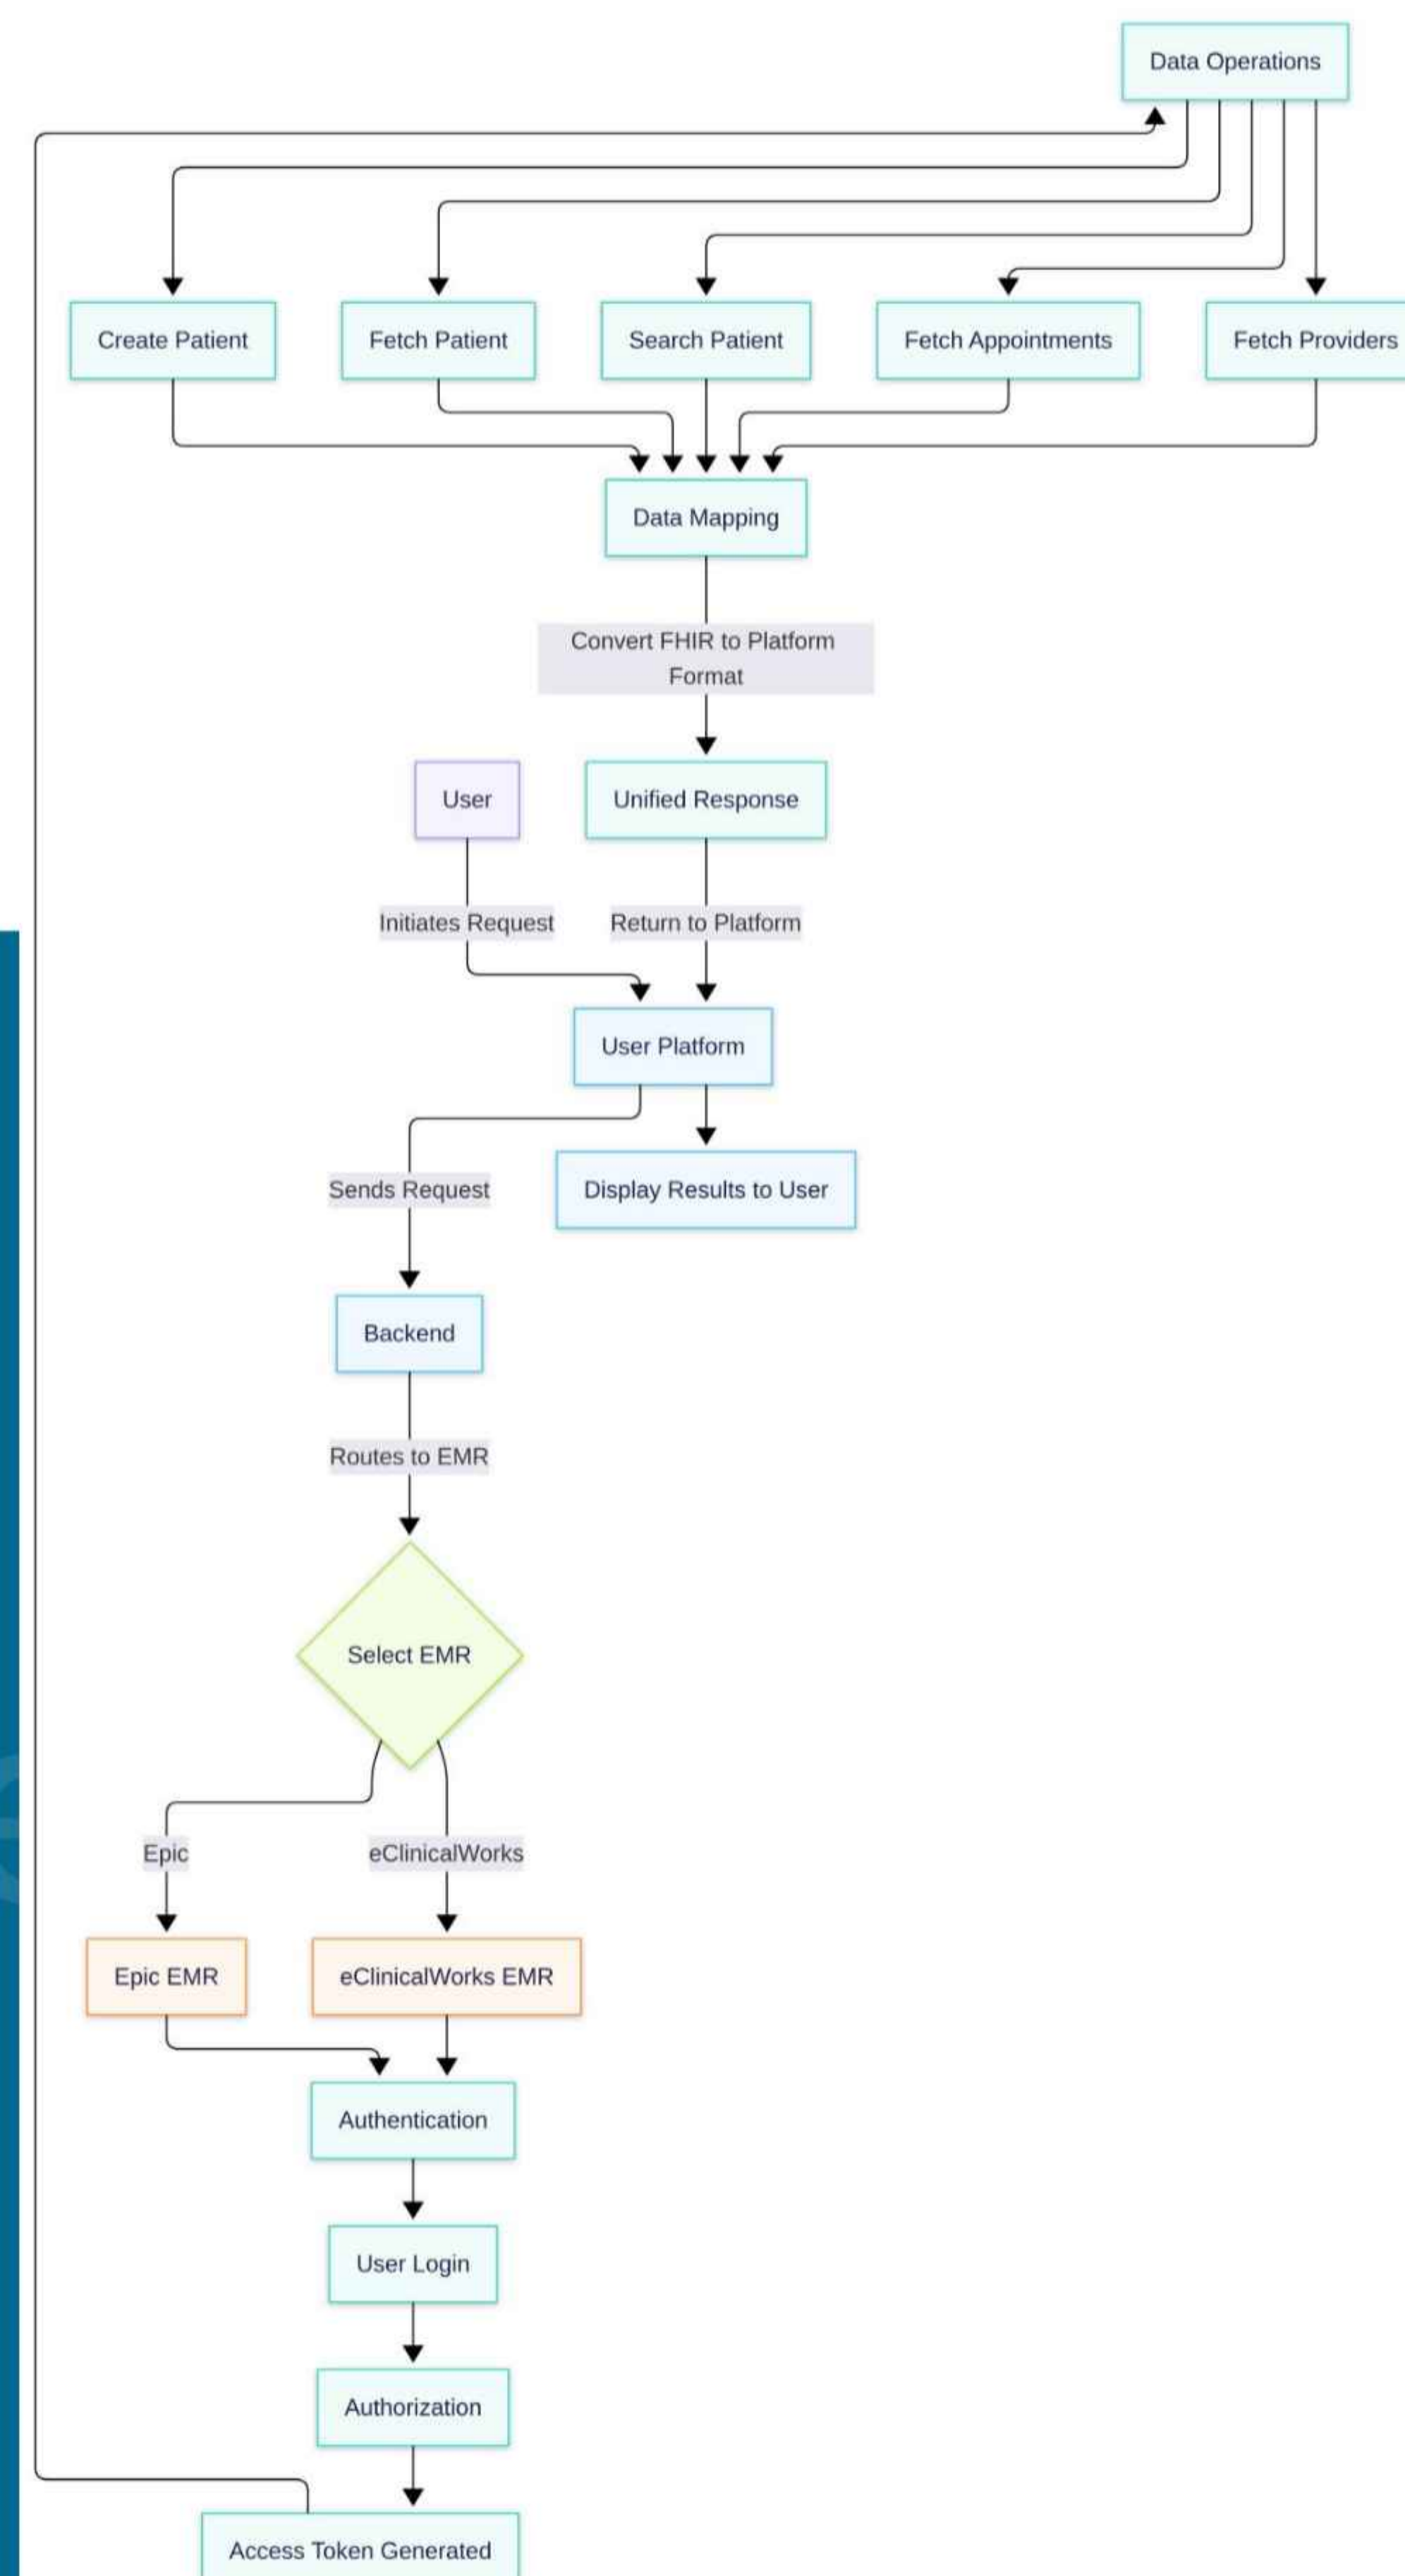 Data Operations
Create Patient
Fetch Patient
Search Patient
Fetch Appointments
Fetch Providers
Data Mapping
Convert FHIR to Platform
Format
User
Unified Response
Initiates Request
Return to Platform
User Platform
Sends Request
Display Results to User
Backend
Routes to EMR
Select EMR
Epic
eClinicalWorks
Epic EMR
eClinicalWorks EMR
Authentication
User Login
Authorization
Access Token Generated